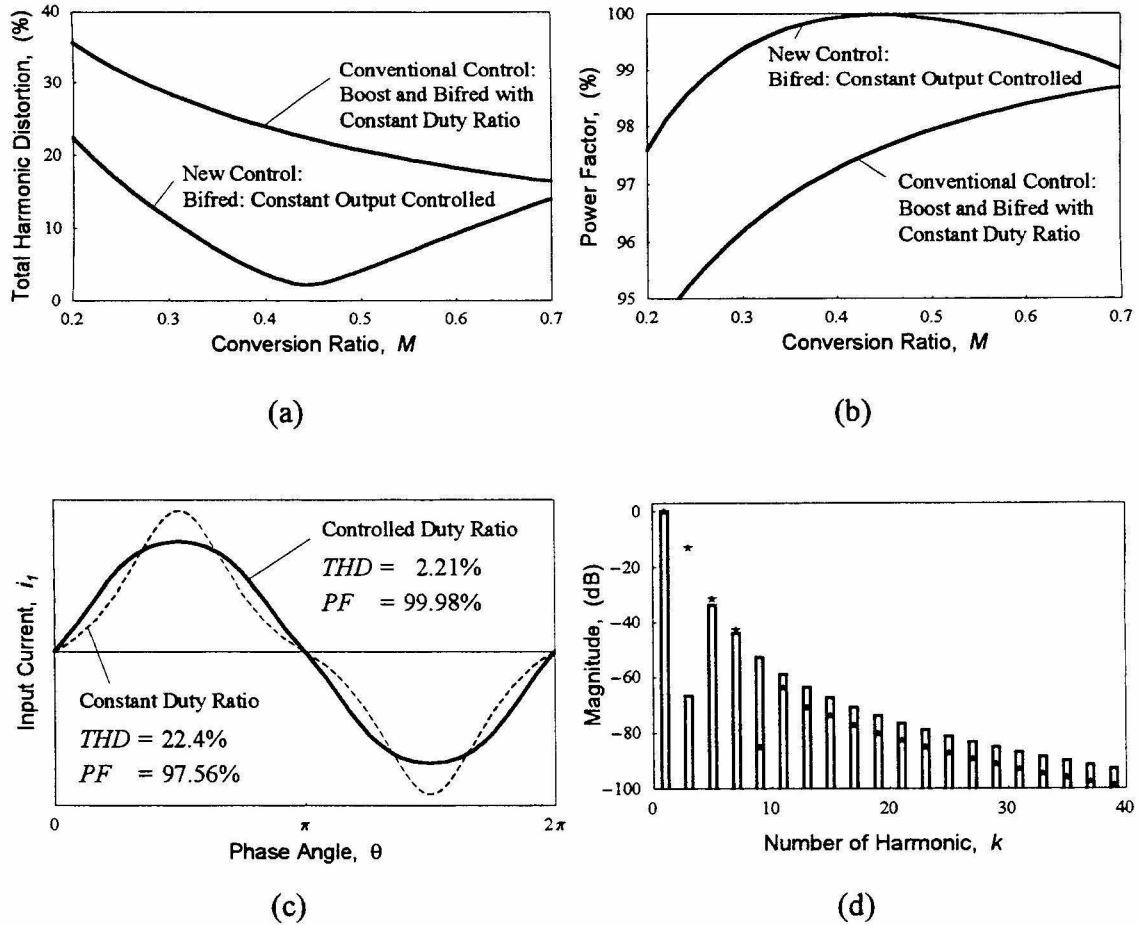 Total Harmonic Distortion, (%)
40
30
20
10
0
Conventional Control:
Boost and Bifred with
Constant Duty Ratio
New Control:
Bifred: Constant Output Controlled
0.2 0.3 0.4 0.5 0.6 0.7
Conversion Ratio, M
(a)
Power Factor, (%)
100
99
98
97
96
95
New Control:
Bifred: Constant Output Controlled
Conventional Control:
Boost and Bifred with
Constant Duty Ratio
0.2 0.3 0.4 0.5 0.6 0.7
Conversion Ratio, M
(b)
Input Current, i₁
Controlled Duty Ratio
THD = 2.21%
PF = 99.98%
Constant Duty Ratio
THD = 22.4%
PF = 97.56%
0 π 2π
Phase Angle, θ
(c)
Magnitude, (dB)
0
−20
−40
−60
−80
−100
0 10 20 30 40
Number of Harmonic, k
(d)